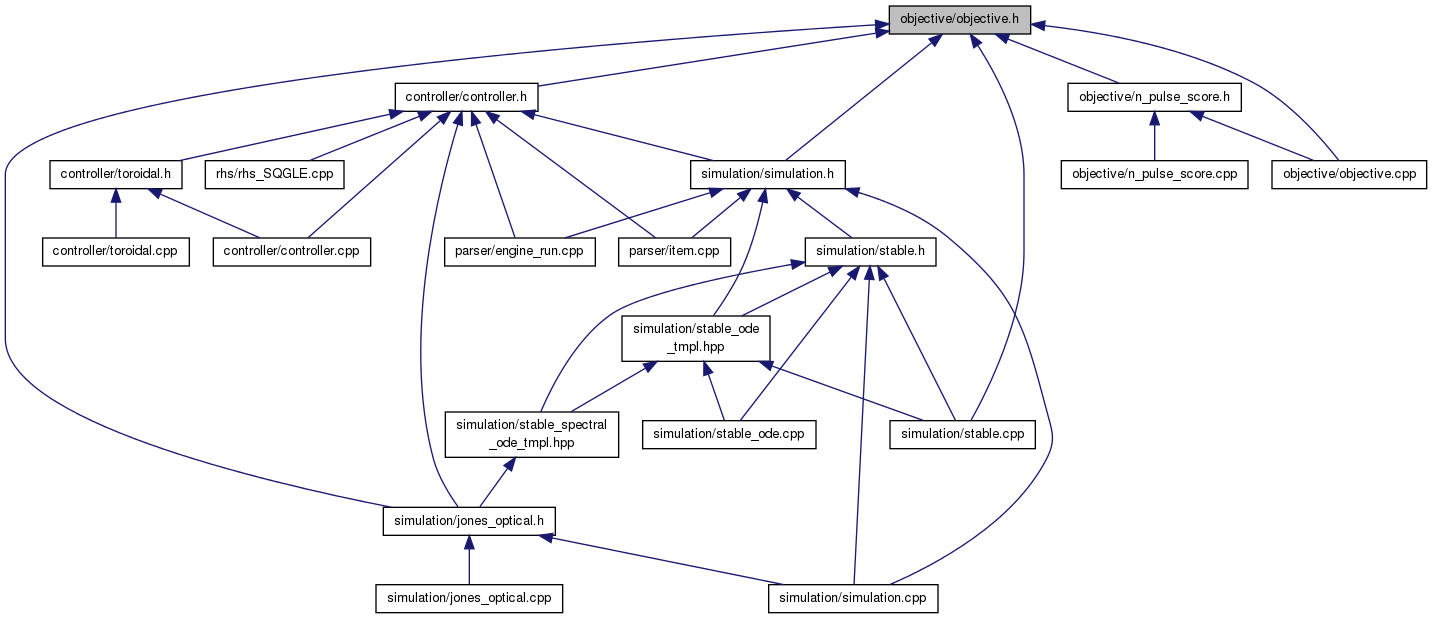 objective/objective.h
controller/controller.h
objective/n_pulse_score.h
controller/toroidal.h
rhs/rhs_SQGLE.cpp
simulation/simulation.h
objective/n_pulse_score.cpp
objective/objective.cpp
controller/toroidal.cpp
controller/controller.cpp
parser/engine_run.cpp
parser/item.cpp
simulation/stable.h
simulation/stable_ode
_tmpl.hpp
simulation/stable_spectral
_ode_tmpl.hpp
simulation/stable_ode.cpp
simulation/stable.cpp
simulation/jones_optical.h
simulation/jones_optical.cpp
simulation/simulation.cpp